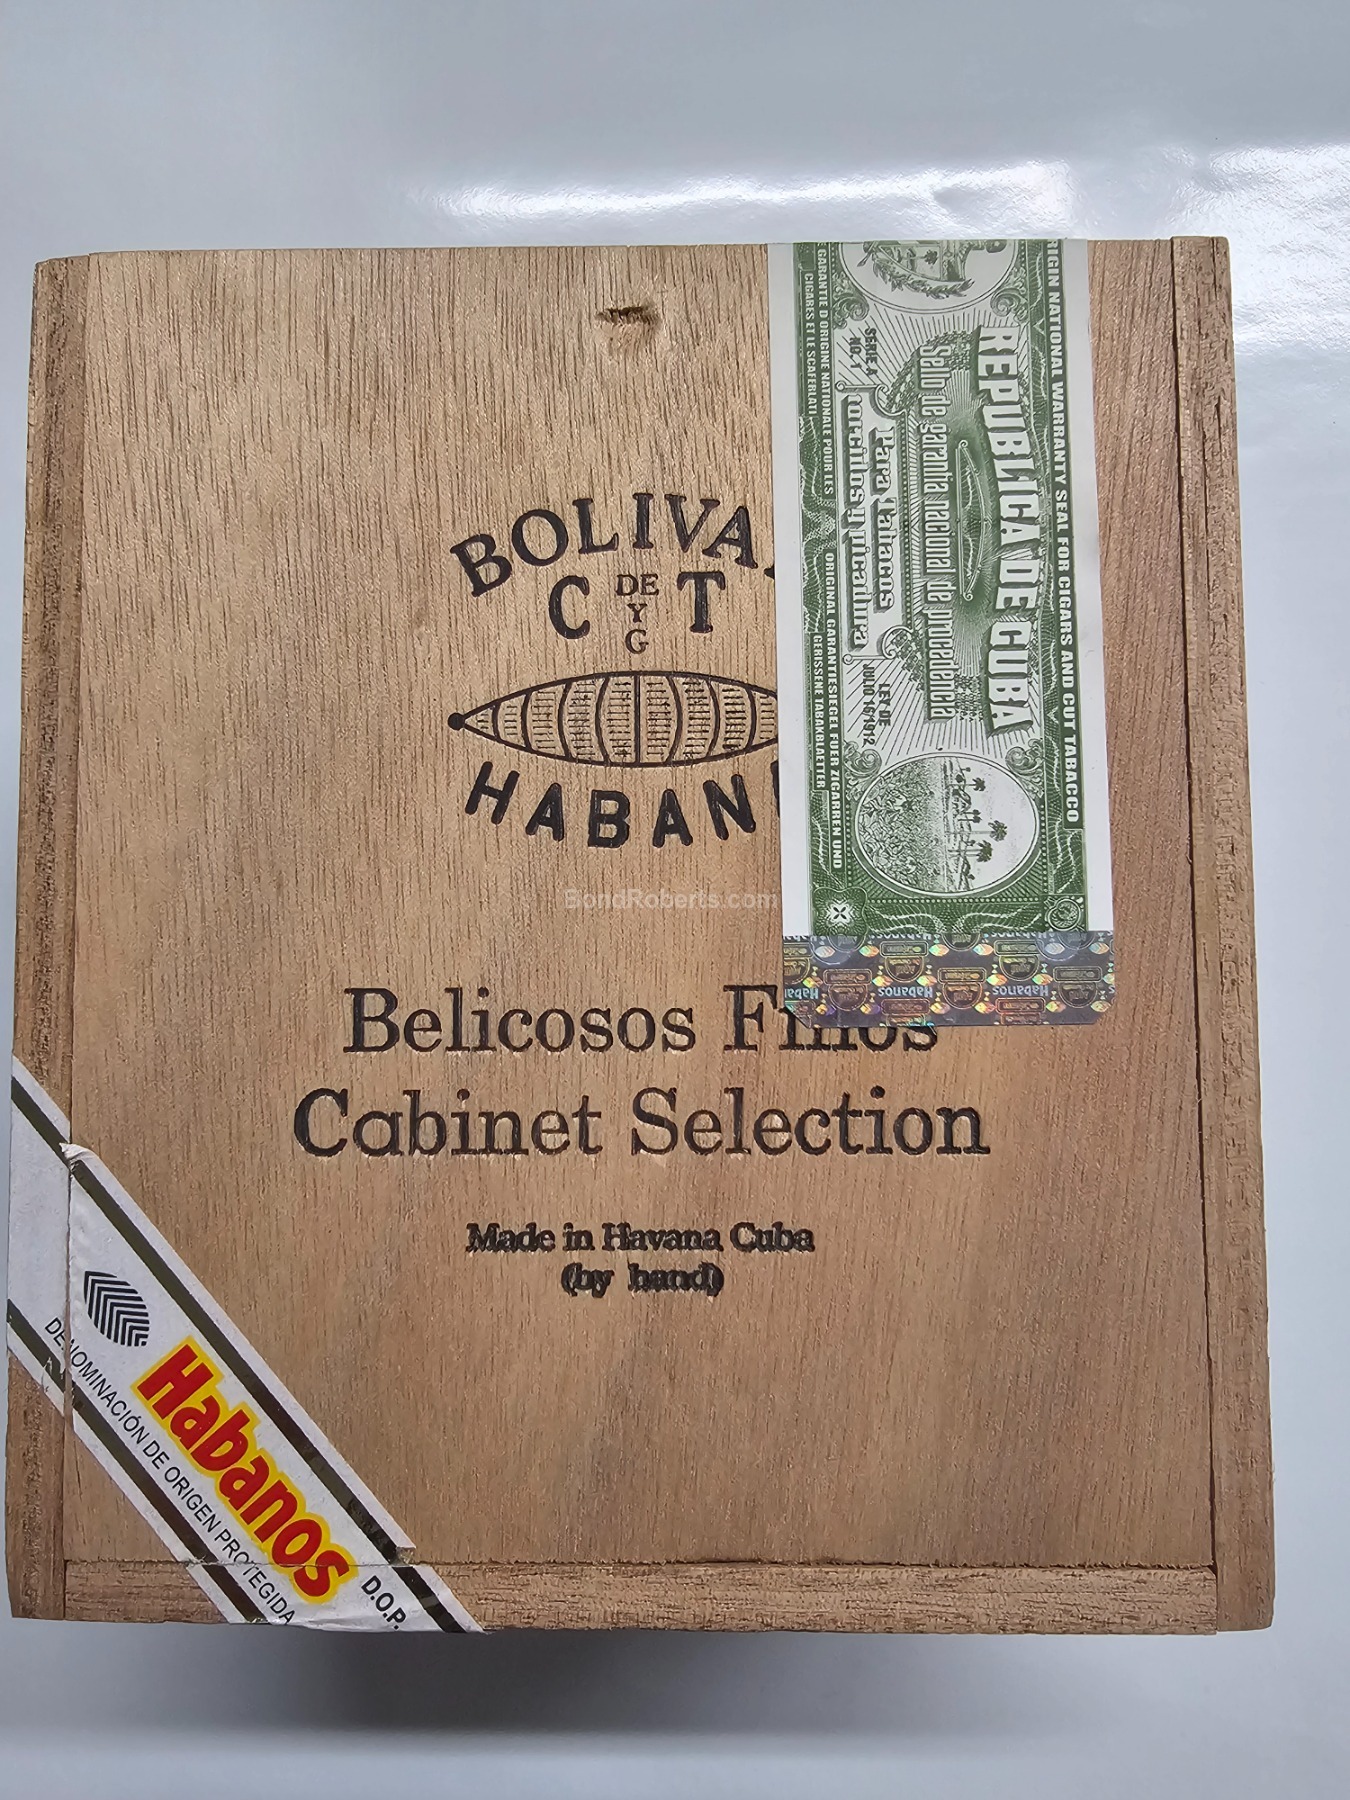 BOLIVA
C DE T
Y
G
HABAN
BondRoberts.com
Belicosos Finos
Cabinet Selection
Made in Havana Cuba
(by hand)
Habanos
DENOMINACIÓN DE ORIGEN PROTEGIDA
D.O.P.
ORIGIN NATIONAL WARRANTY SEAL FOR CIGARS AND CUT TABACCO
REPUBLICA DE CUBA
Sello de garantia nacional de procedencia
SERIE A
NO. 1
Para Tabacos
torcidos y picadura
LEY DE
JULIO 16/1912
GARANTIE D ORIGINE NATIONALE POUR LES
CIGARES ET LE SCAFERLATI
ORIGINAL GARANTIESIEGEL FUER ZIGARREN UND
GERISSENE TABAKBLAETTER
Habanos Habanos Habanos